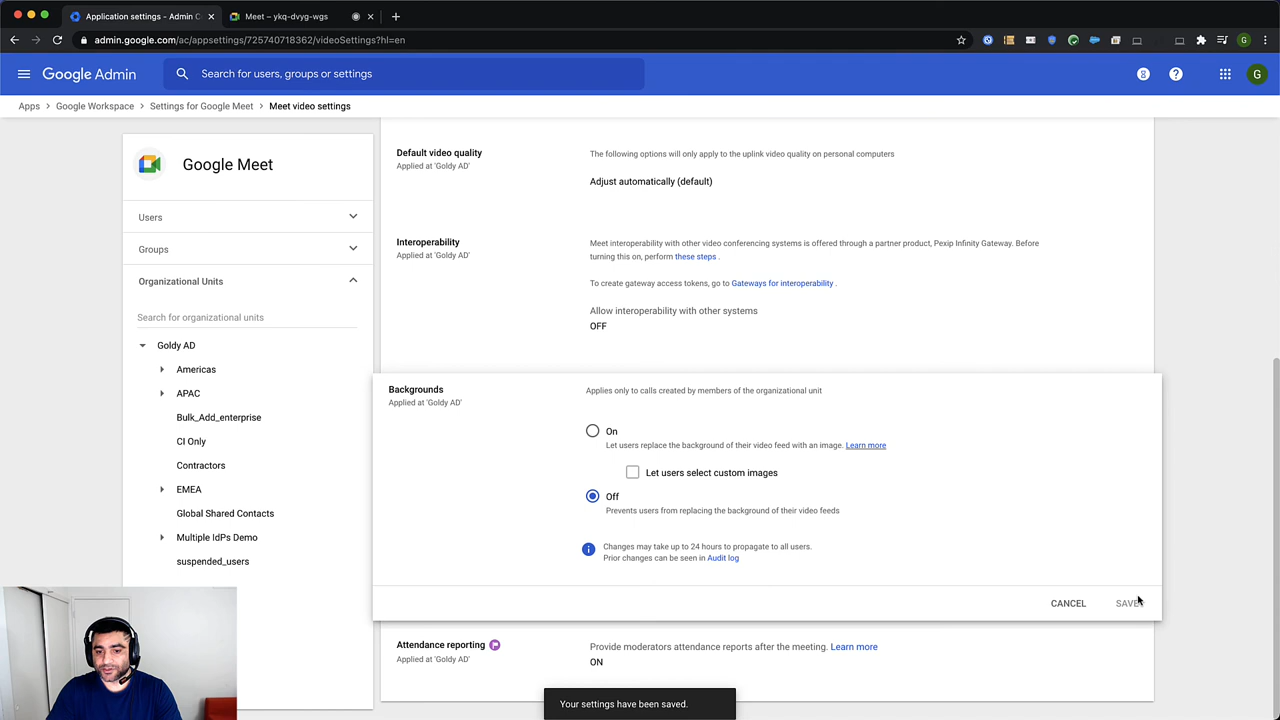 Application settings - Admin C
Meet – ykq-dvyg-wgs
admin.google.com/ac/appsettings/725740718362/videoSettings?hl=en
G
Google Admin
Search for users, groups or settings
G
Apps > Google Workspace > Settings for Google Meet > Meet video settings
Google Meet
Users
Groups
Organizational Units
Search for organizational units
Goldy AD
Americas
APAC
Bulk_Add_enterprise
CI Only
Contractors
EMEA
Global Shared Contacts
Multiple IdPs Demo
suspended_users
Default video quality
Applied at 'Goldy AD'
The following options will only apply to the uplink video quality on personal computers
Adjust automatically (default)
Interoperability
Applied at 'Goldy AD'
Meet interoperability with other video conferencing systems is offered through a partner product, Pexip Infinity Gateway. Before
turning this on, perform these steps .
To create gateway access tokens, go to Gateways for interoperability .
Allow interoperability with other systems
OFF
Backgrounds
Applied at 'Goldy AD'
Applies only to calls created by members of the organizational unit
On
Let users replace the background of their video feed with an image. Learn more
Let users select custom images
Off
Prevents users from replacing the background of their video feeds
Changes may take up to 24 hours to propagate to all users.
Prior changes can be seen in Audit log
CANCEL
SAVE
Attendance reporting
Applied at 'Goldy AD'
Provide moderators attendance reports after the meeting. Learn more
ON
Your settings have been saved.